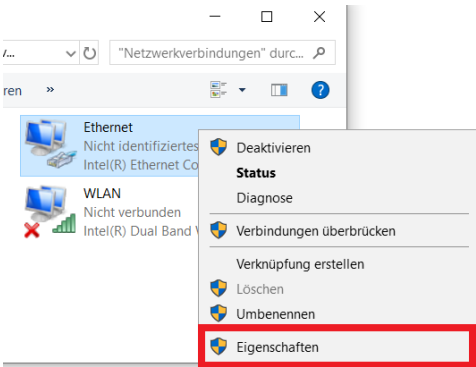 /...
"Netzwerkverbindungen" durc...
ren »
?
Ethernet
Nicht identifiziertes
Intel(R) Ethernet Co
WLAN
Nicht verbunden
Intel(R) Dual Band
Deaktivieren
Status
Diagnose
Verbindungen überbrücken
Verknüpfung erstellen
Löschen
Umbenennen
Eigenschaften